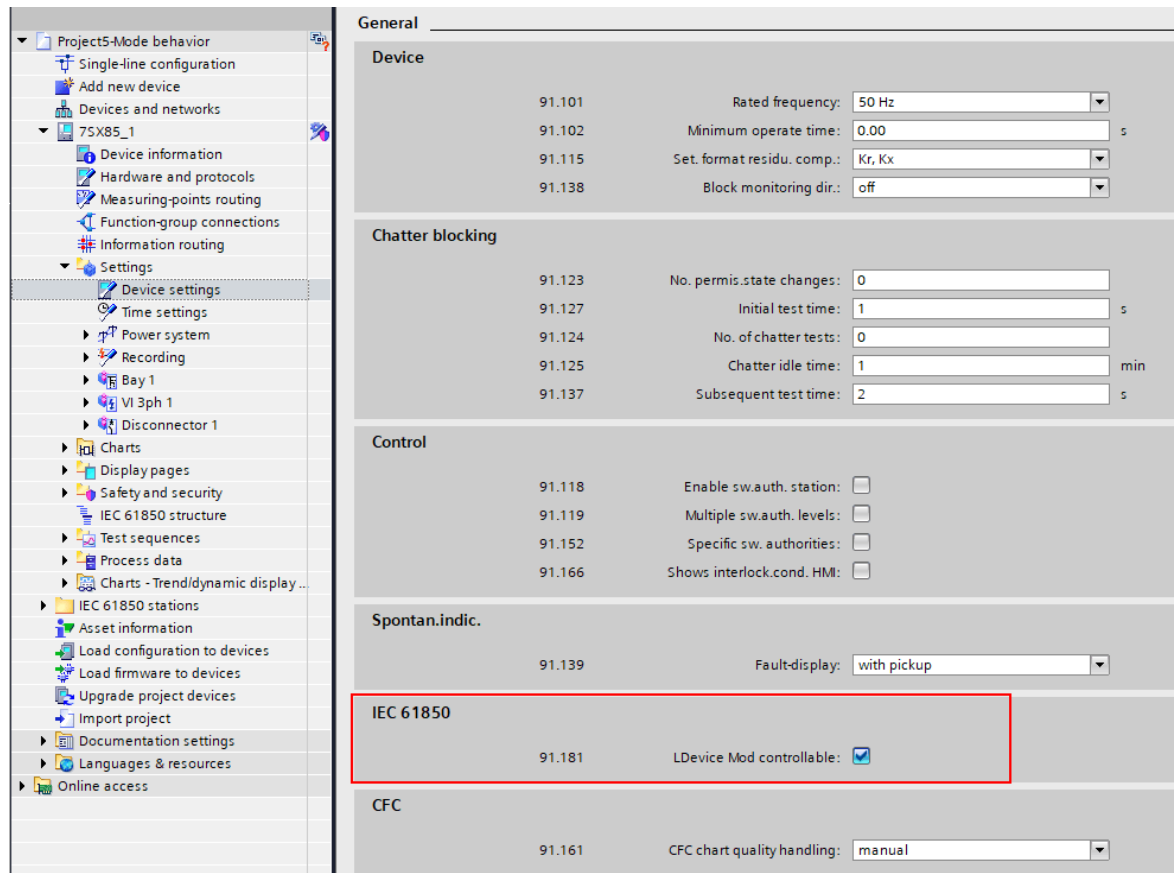 Project5-Mode behavior
Single-line configuration
Add new device
Devices and networks
7SX85_1
Device information
Hardware and protocols
Measuring-points routing
Function-group connections
Information routing
Settings
Device settings
Time settings
Power system
Recording
Bay 1
VI 3ph 1
Disconnector 1
Charts
Display pages
Safety and security
IEC 61850 structure
Test sequences
Process data
Charts - Trend/dynamic display ...
IEC 61850 stations
Asset information
Load configuration to devices
Load firmware to devices
Upgrade project devices
Import project
Documentation settings
Languages & resources
Online access
General
Device
91.101 Rated frequency: 50 Hz
91.102 Minimum operate time: 0.00 s
91.115 Set. format residu. comp.: Kr, Kx
91.138 Block monitoring dir.: off
Chatter blocking
91.123 No. permis.state changes: 0
91.127 Initial test time: 1 s
91.124 No. of chatter tests: 0
91.125 Chatter idle time: 1 min
91.137 Subsequent test time: 2 s
Control
91.118 Enable sw.auth. station:
91.119 Multiple sw.auth. levels:
91.152 Specific sw. authorities:
91.166 Shows interlock.cond. HMI:
Spontan.indic.
91.139 Fault-display: with pickup
IEC 61850
91.181 LDevice Mod controllable:
CFC
91.161 CFC chart quality handling: manual